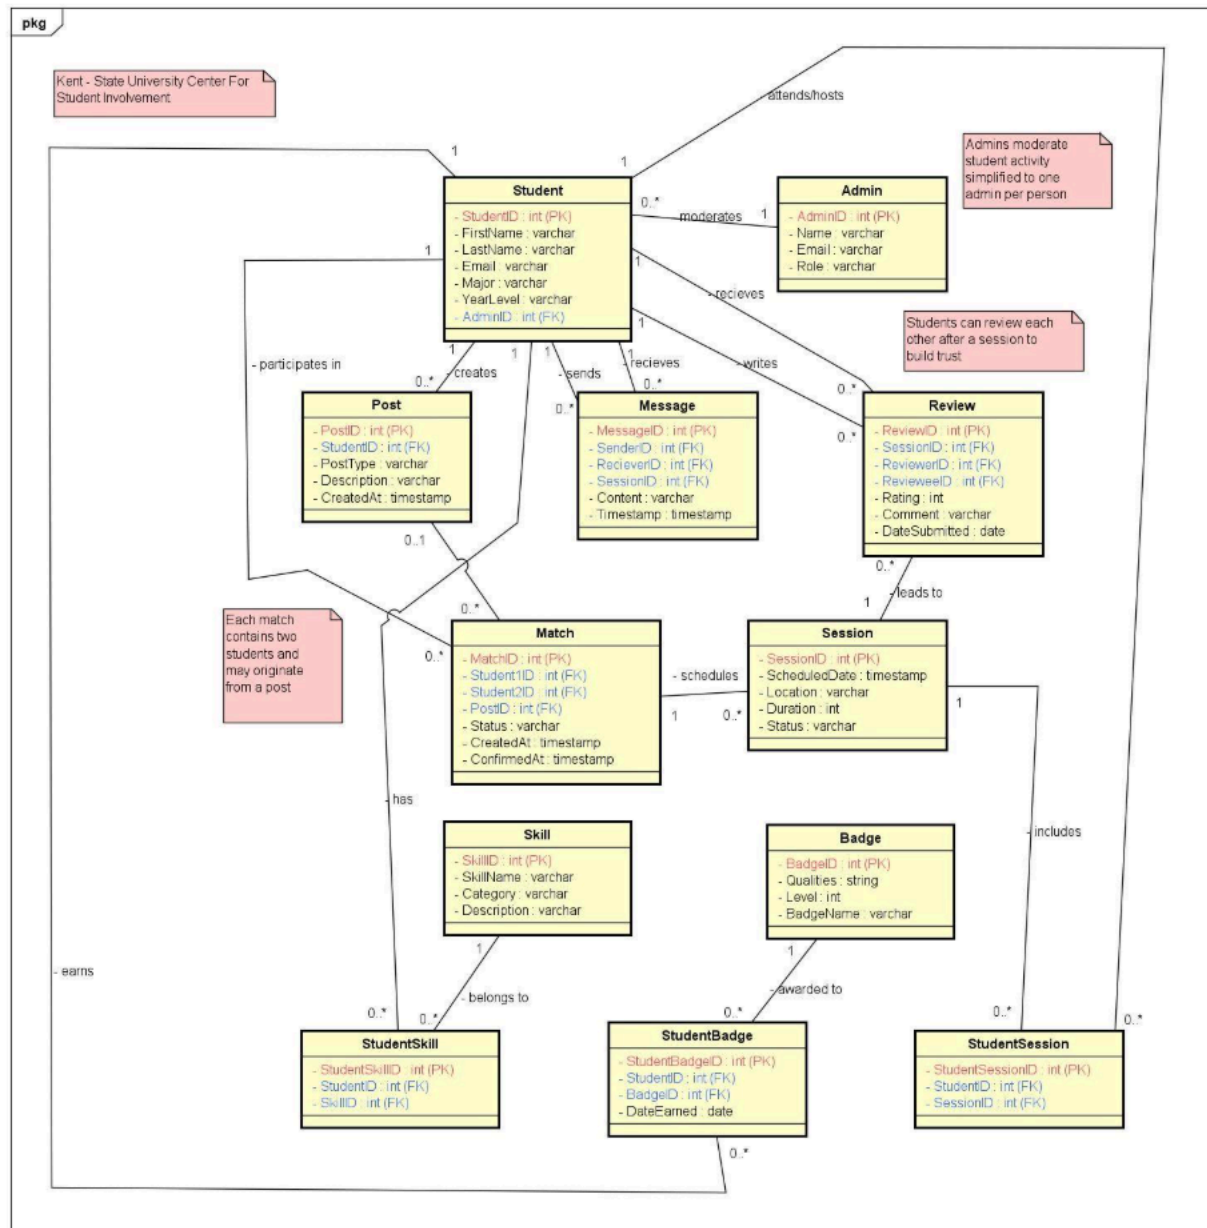 pkg
Kent - State University Center For
Student Involvement
- attends/hosts
Admins moderate
student activity
simplified to one
admin per person
1
1
Student
- StudentID : int (PK)
- FirstName : varchar
- LastName : varchar
- Email : varchar
- Major : varchar
- YearLevel : varchar
- AdminID : int (FK)
0..*
moderates
1
Admin
- AdminID : int (PK)
- Name : varchar
- Email : varchar
- Role : varchar
1
1
- recieves
Students can review each
other after a session to
build trust
1
- writes
- participates in
1
- creates
0..*
1
1
- sends
0..*
1
- recieves
0..*
0..*
0..*
Post
- PostID : int (PK)
- StudentID : int (FK)
- PostType : varchar
- Description : varchar
- CreatedAt : timestamp
Message
- MessageID : int (PK)
- SenderID : int (FK)
- RecieverID : int (FK)
- SessionID : int (FK)
- Content : varchar
- Timestamp : timestamp
Review
- ReviewID : int (PK)
- SessionID : int (FK)
- ReviewerID : int (FK)
- RevieweeID : int (FK)
- Rating : int
- Comment : varchar
- DateSubmitted : date
0..1
0..*
0..*
- leads to
1
Each match
contains two
students and
may originate
from a post
0..*
Match
- MatchID : int (PK)
- Student1ID : int (FK)
- Student2ID : int (FK)
- PostID : int (FK)
- Status : varchar
- CreatedAt : timestamp
- ConfirmedAt : timestamp
- schedules
1
0..*
Session
- SessionID : int (PK)
- ScheduledDate : timestamp
- Location : varchar
- Duration : int
- Status : varchar
1
- has
Skill
- SkillID : int (PK)
- SkillName : varchar
- Category : varchar
- Description : varchar
Badge
- BadgeID : int (PK)
- Qualities : string
- Level : int
- BadgeName : varchar
- includes
1
1
- earns
- belongs to
- awarded to
0..*
0..*
0..*
0..*
0..*
StudentSkill
- StudentSkillID : int (PK)
- StudentID : int (FK)
- SkillID : int (FK)
StudentBadge
- StudentBadgeID : int (PK)
- StudentID : int (FK)
- BadgeID : int (FK)
- DateEarned : date
StudentSession
- StudentSessionID : int (PK)
- StudentID : int (FK)
- SessionID : int (FK)
0..*